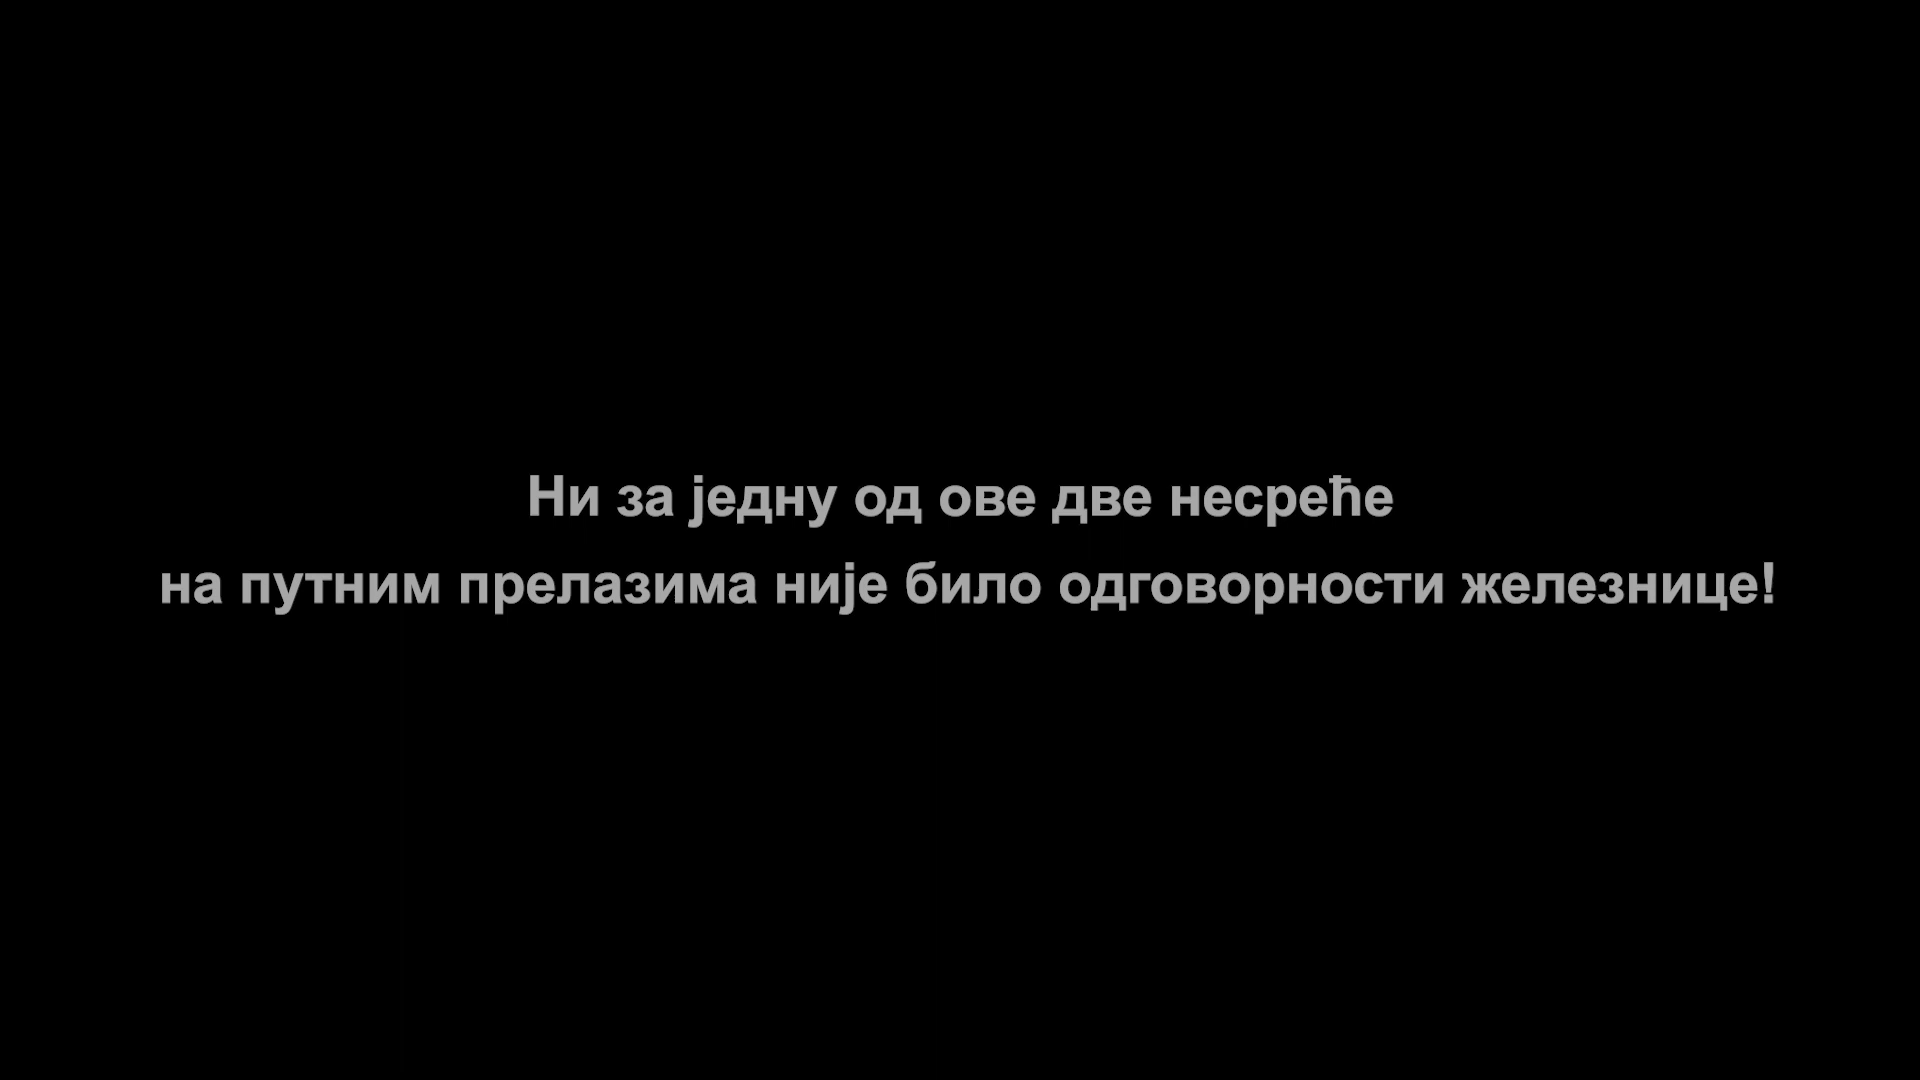 Ни за једну од ове две несреће
на путним прелазима није било одговорности железнице!